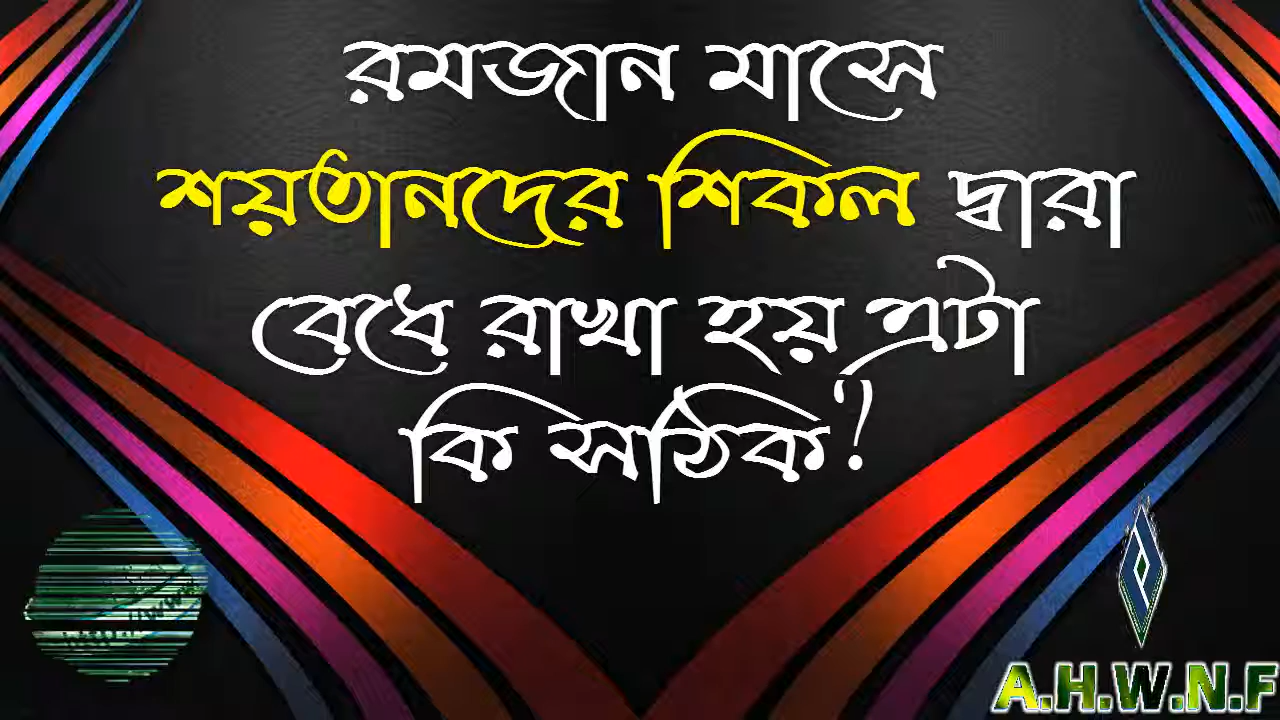 রমজান মাসে
শয়তানদের শিকল দ্বারা
বেধে রাখা হয় এটা
কি সঠিক?
A.H.W.N.F